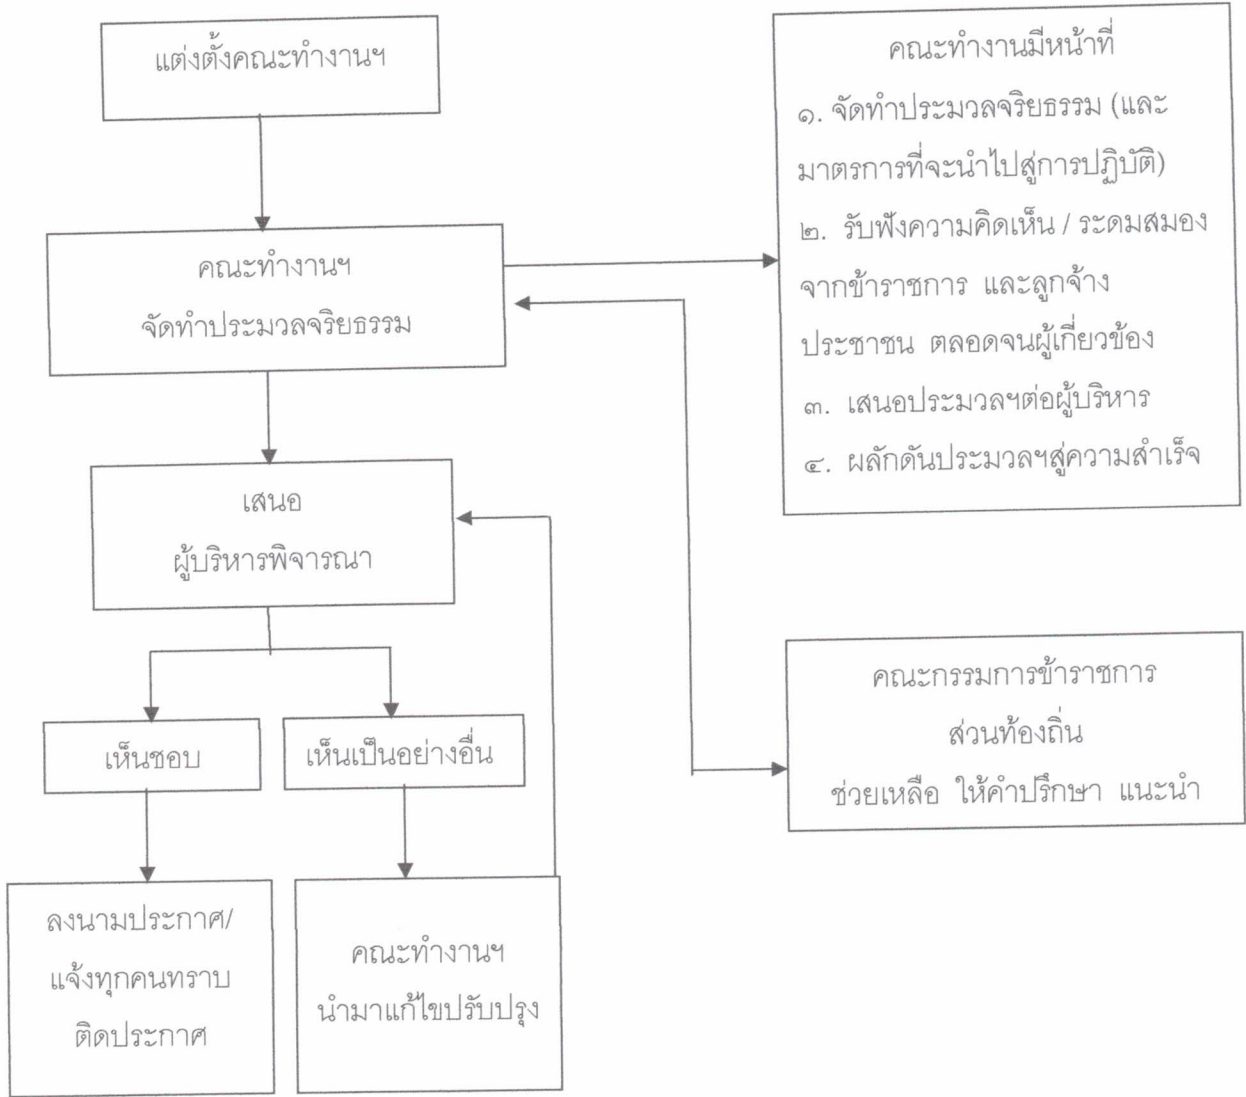 แต่งตั้งคณะทำงานฯ
คณะทำงานมีหน้าที่
๑. จัดทำประมวลจริยธรรม (และ
มาตรการที่จะนำไปสู่การปฏิบัติ)
๒. รับฟังความคิดเห็น / ระดมสมอง
จากข้าราชการ และลูกจ้าง
ประชาชน ตลอดจนผู้เกี่ยวข้อง
๓. เสนอประมวลฯต่อผู้บริหาร
๔. ผลักดันประมวลฯสู่ความสำเร็จ
คณะทำงานฯ
จัดทำประมวลจริยธรรม
เสนอ
ผู้บริหารพิจารณา
คณะกรรมการข้าราชการ
ส่วนท้องถิ่น
ช่วยเหลือ ให้คำปรึกษา แนะนำ
เห็นชอบ
เห็นเป็นอย่างอื่น
ลงนามประกาศ/
แจ้งทุกคนทราบ
ติดประกาศ
คณะทำงานฯ
นำมาแก้ไขปรับปรุง